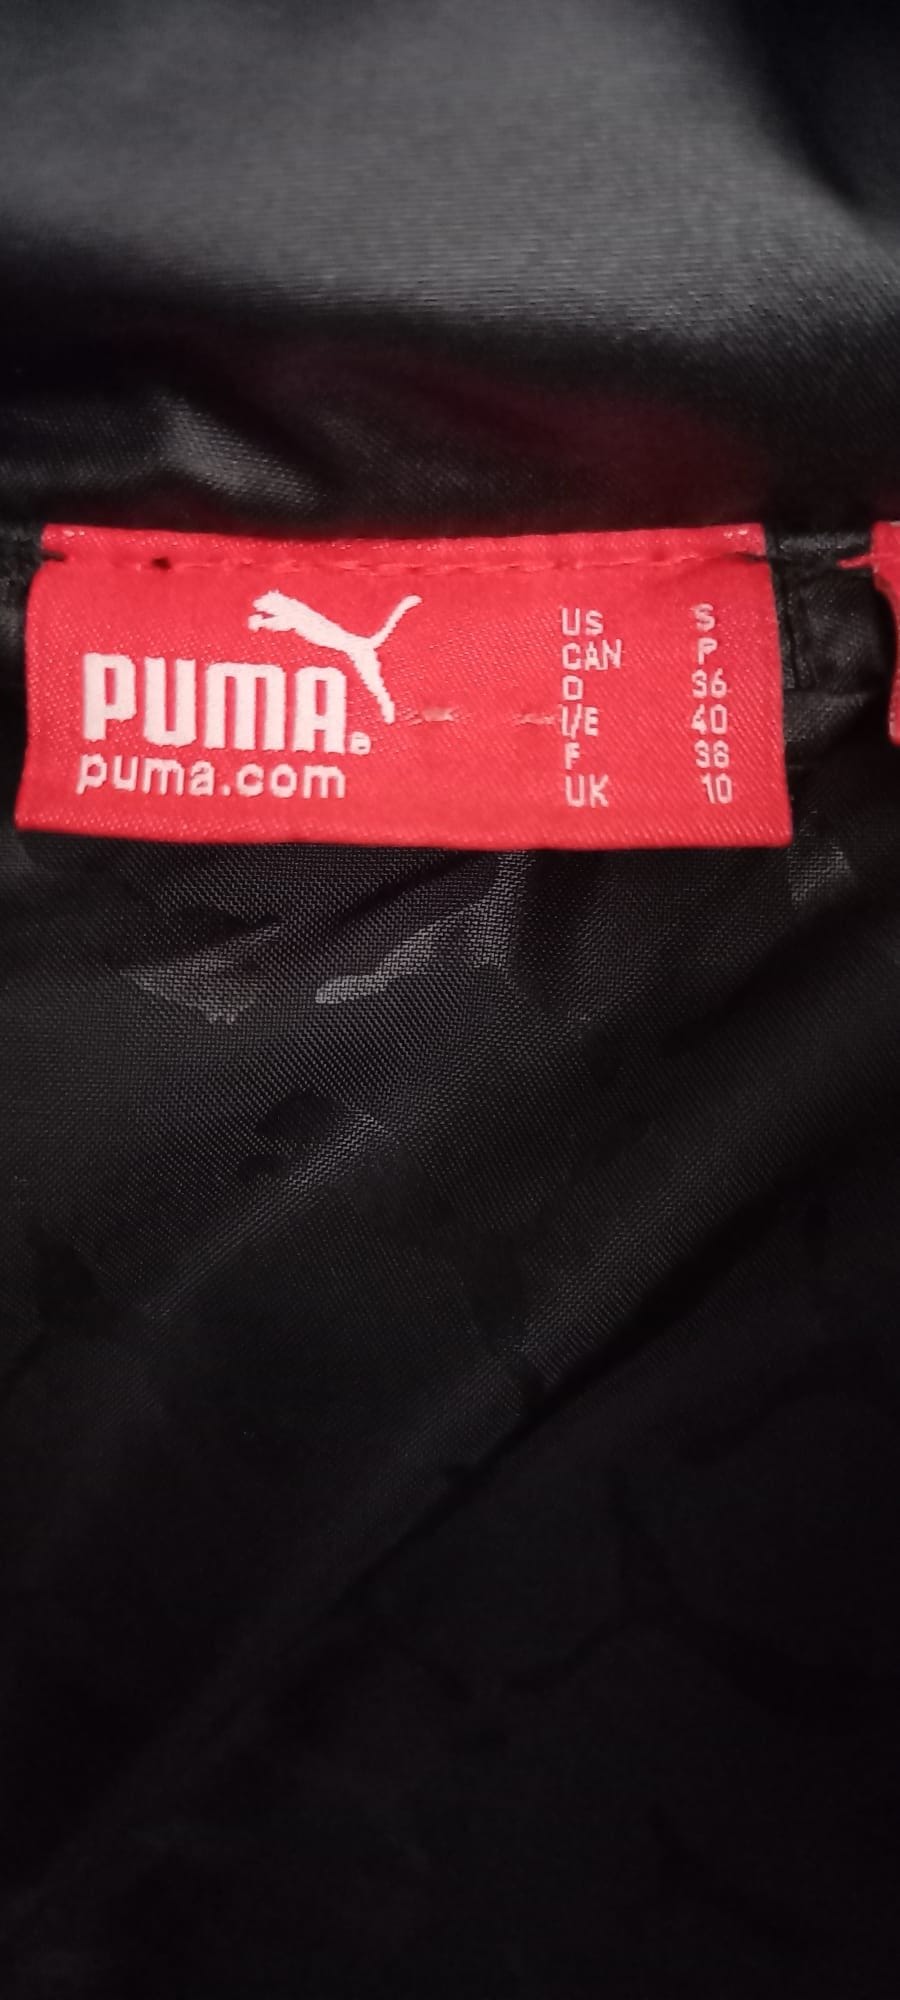 PUMA®
puma.com
US S
CAN P
D 36
I/E 40
F 38
UK 10